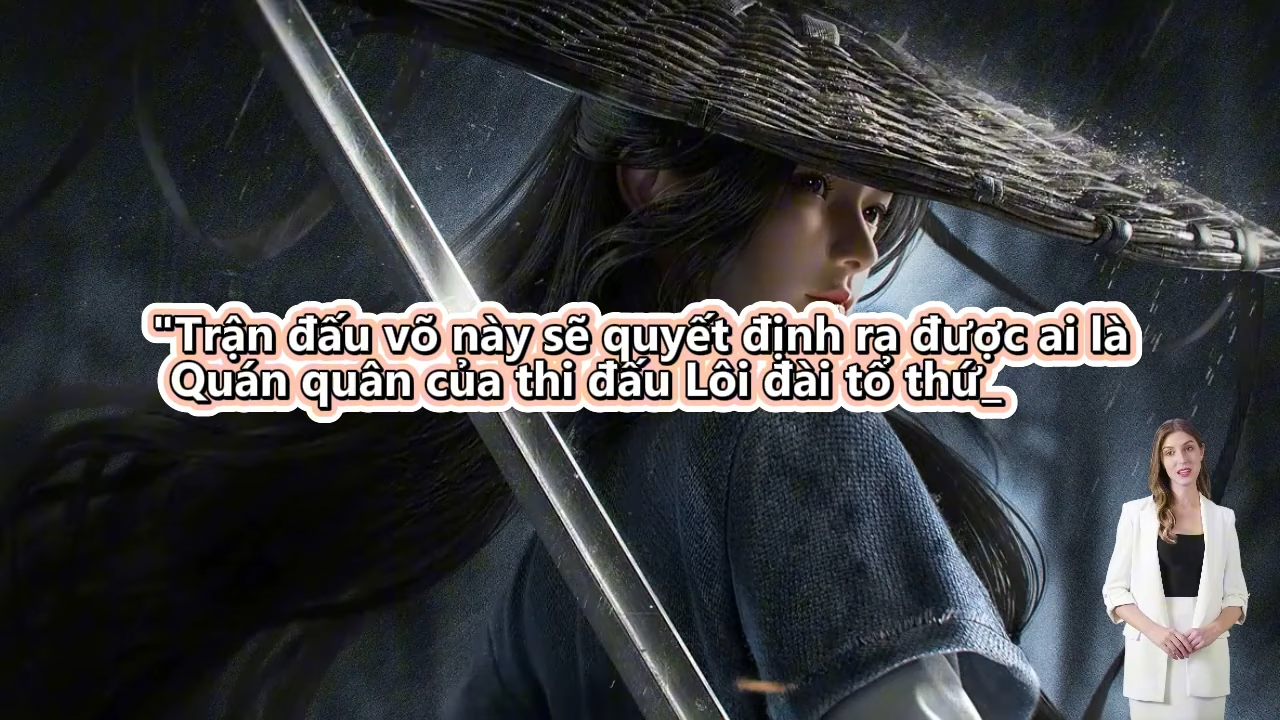 "Trận đấu võ này sẽ quyết định ra được ai là
Quán quân của thi đấu Lôi đài tổ thứ_